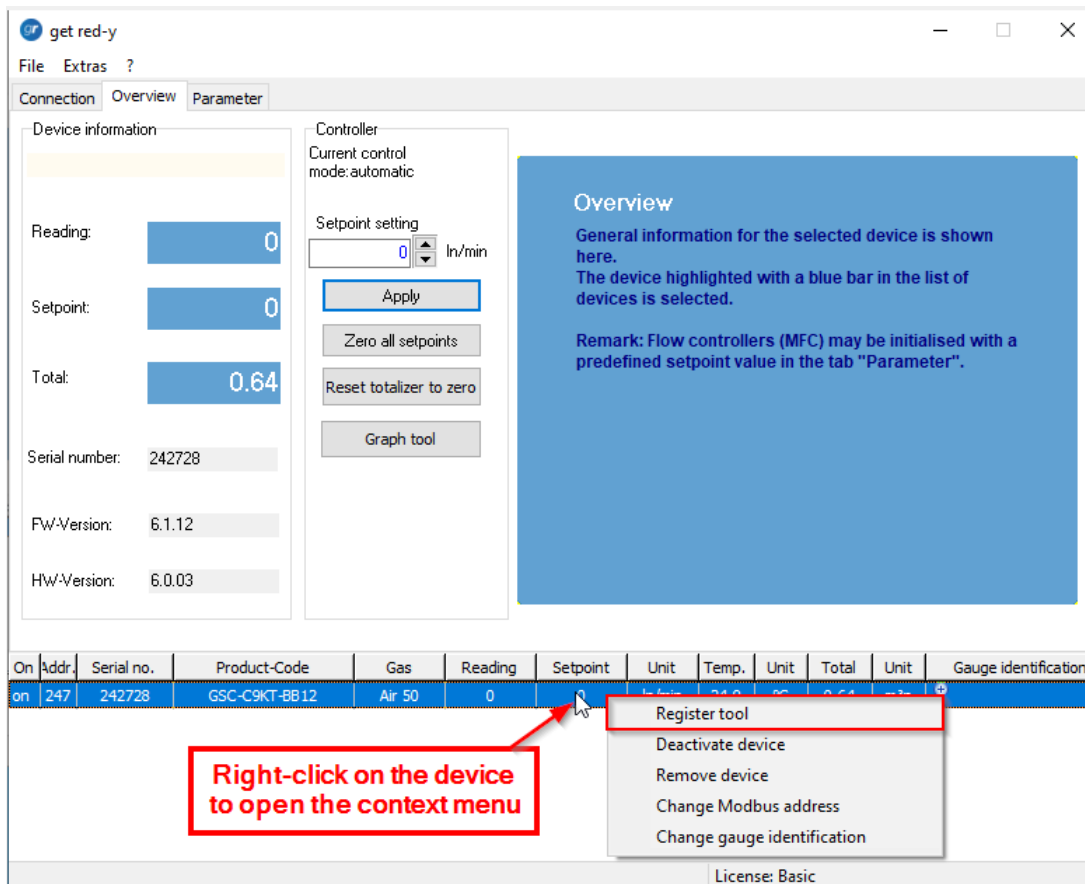 get red-y
File Extras ?
Connection Overview Parameter
Device information
Reading: 0
Setpoint: 0
Total: 0.64
Serial number: 242728
FW-Version: 6.1.12
HW-Version: 6.0.03
Controller
Current control
mode:automatic
Setpoint setting
0 ln/min
Apply
Zero all setpoints
Reset totalizer to zero
Graph tool
Overview
General information for the selected device is shown
here.
The device highlighted with a blue bar in the list of
devices is selected.
Remark: Flow controllers (MFC) may be initialised with a
predefined setpoint value in the tab "Parameter".
On Addr. Serial no. Product-Code Gas Reading Setpoint Unit Temp. Unit Total Unit Gauge identification
on 247 242728 GSC-C9KT-BB12 Air 50 0
Register tool
Deactivate device
Remove device
Change Modbus address
Change gauge identification
Right-click on the device
to open the context menu
License: Basic